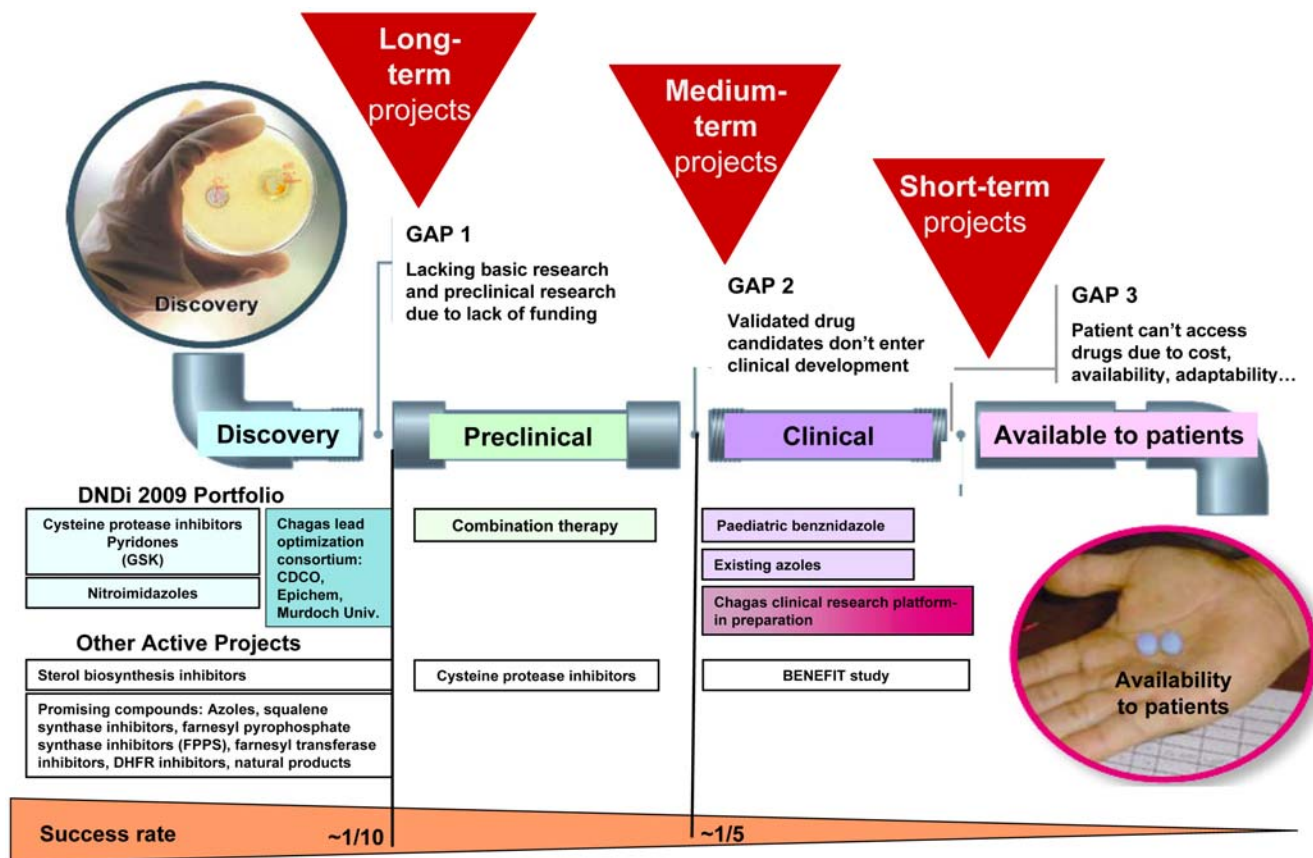 Long-
term
projects
Medium-
term
projects
Short-term
projects
Discovery
GAP 1
Lacking basic research
and preclinical research
due to lack of funding
GAP 2
Validated drug
candidates don’t enter
clinical development
GAP 3
Patient can’t access
drugs due to cost,
availability, adaptability…
Discovery
Preclinical
Clinical
Available to patients
DNDi 2009 Portfolio
Cysteine protease inhibitors
Pyridones
(GSK)
Nitroimidazoles
Chagas lead
optimization
consortium:
CDCO,
Epichem,
Murdoch Univ.
Combination therapy
Paediatric benznidazole
Existing azoles
Chagas clinical research platform-
in preparation
Other Active Projects
Sterol biosynthesis inhibitors
Promising compounds: Azoles, squalene
synthase inhibitors, farnesyl pyrophosphate
synthase inhibitors (FPPS), farnesyl transferase
inhibitors, DHFR inhibitors, natural products
Cysteine protease inhibitors
BENEFIT study
Availability
to patients
Success rate
~1/10
~1/5